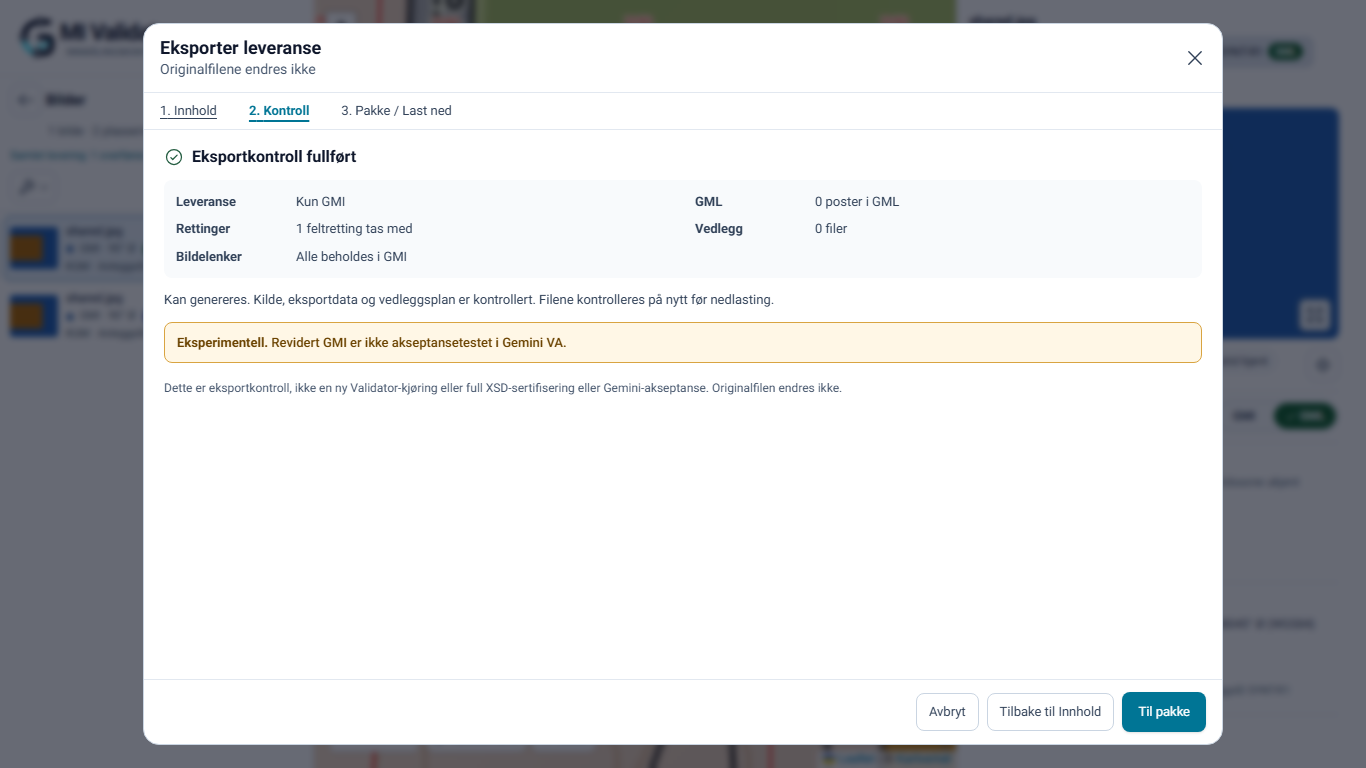 Eksporter leveranse
Originalfilene endres ikke
1. Innhold
2. Kontroll
3. Pakke / Last ned
Eksportkontroll fullført
Leveranse Kun GMI GML 0 poster i GML
Rettinger 1 feltretting tas med Vedlegg 0 filer
Bildelenker Alle beholdes i GMI
Kan genereres. Kilde, eksportdata og vedleggsplan er kontrollert. Filene kontrolleres på nytt før nedlasting.
Eksperimentell. Revidert GMI er ikke akseptansetestet i Gemini VA.
Dette er eksportkontroll, ikke en ny Validator-kjøring eller full XSD-sertifisering eller Gemini-akseptanse. Originalfilen endres ikke.
Avbryt
Tilbake til Innhold
Til pakke
Bilder